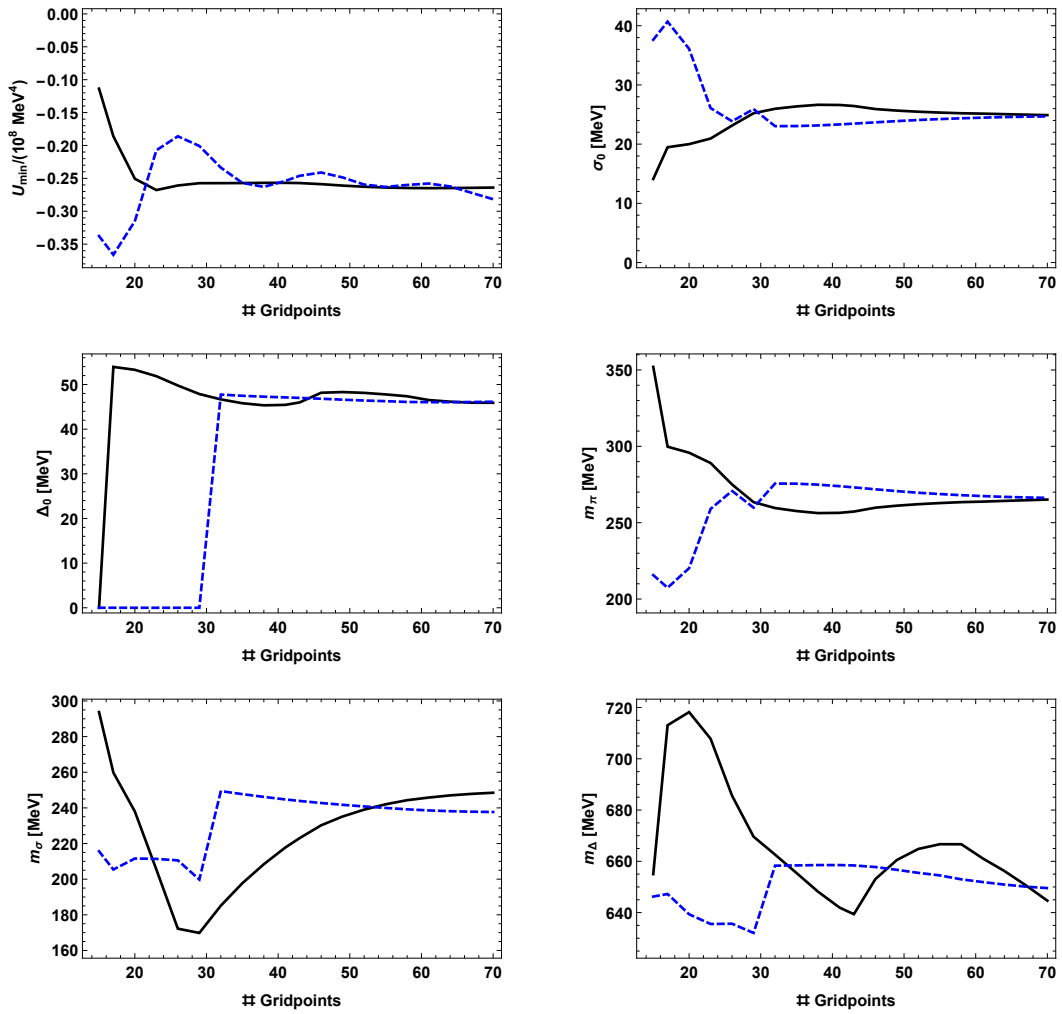 0.00
−0.05
−0.10
−0.15
−0.20
−0.25
−0.30
−0.35
U_min/(10^8 MeV^4)
20 30 40 50 60 70
# Gridpoints
40
30
20
10
0
σ_0 [MeV]
20 30 40 50 60 70
# Gridpoints
50
40
30
20
10
0
Δ_0 [MeV]
20 30 40 50 60 70
# Gridpoints
350
300
250
200
m_π [MeV]
20 30 40 50 60 70
# Gridpoints
300
280
260
240
220
200
180
160
m_σ [MeV]
20 30 40 50 60 70
# Gridpoints
720
700
680
660
640
m_Δ [MeV]
20 30 40 50 60 70
# Gridpoints